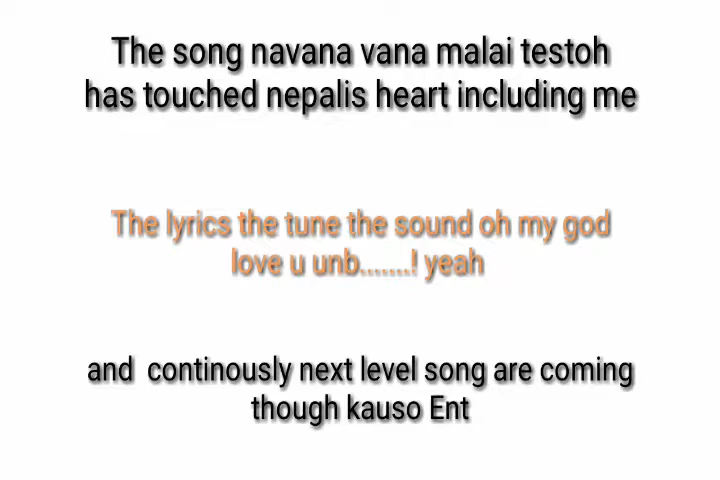 The song navana vana malai testoh
has touched nepalis heart including me
The lyrics the tune the sound oh my god
love u unb.......! yeah
and continously next level song are coming
though kauso Ent